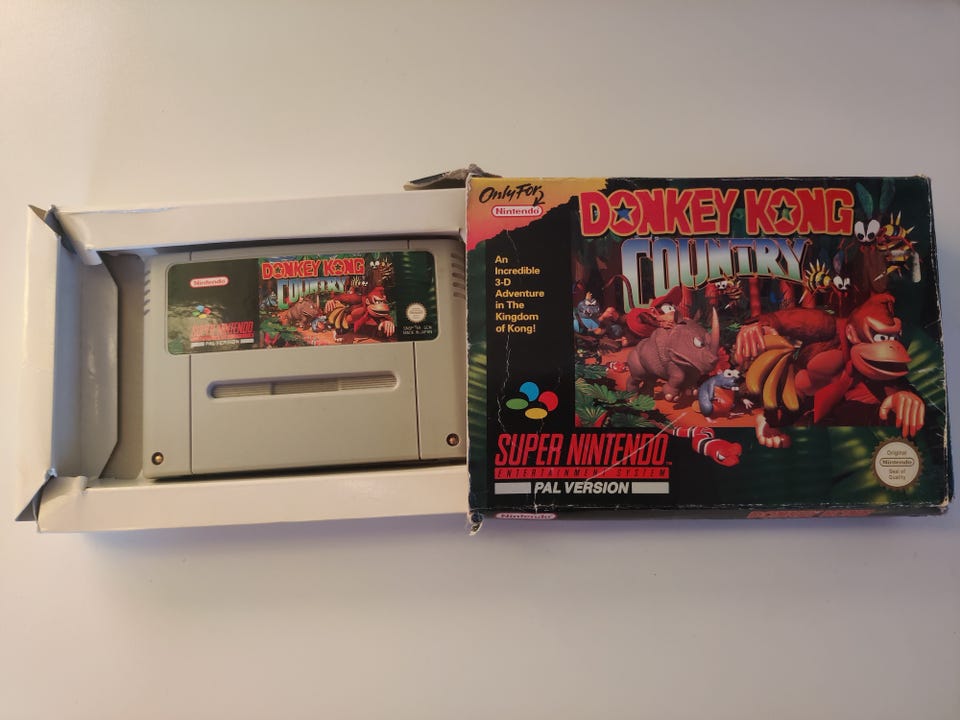 Nintendo
DONKEY KONG
COUNTRY
SUPER NINTENDO
PAL VERSION
MADE IN JAPAN
Only For
Nintendo
DONKEY KONG
COUNTRY
An
Incredible
3-D
Adventure
in The
Kingdom
of Kong!
SUPER NINTENDO
ENTERTAINMENT SYSTEM
PAL VERSION
Original
Nintendo
Seal of
Quality
Nintendo